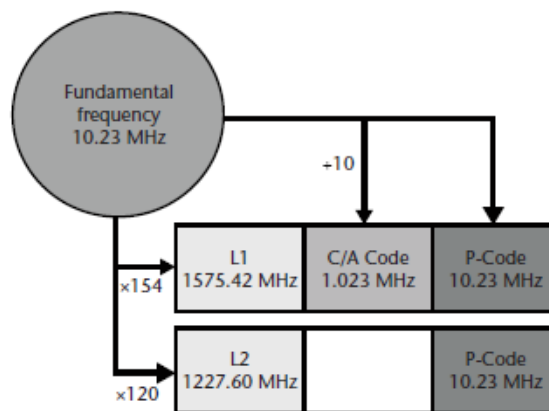 Fundamental
frequency
10.23 MHz
÷10
L1
1575.42 MHz
C/A Code
1.023 MHz
P-Code
10.23 MHz
×154
L2
1227.60 MHz
P-Code
10.23 MHz
×120